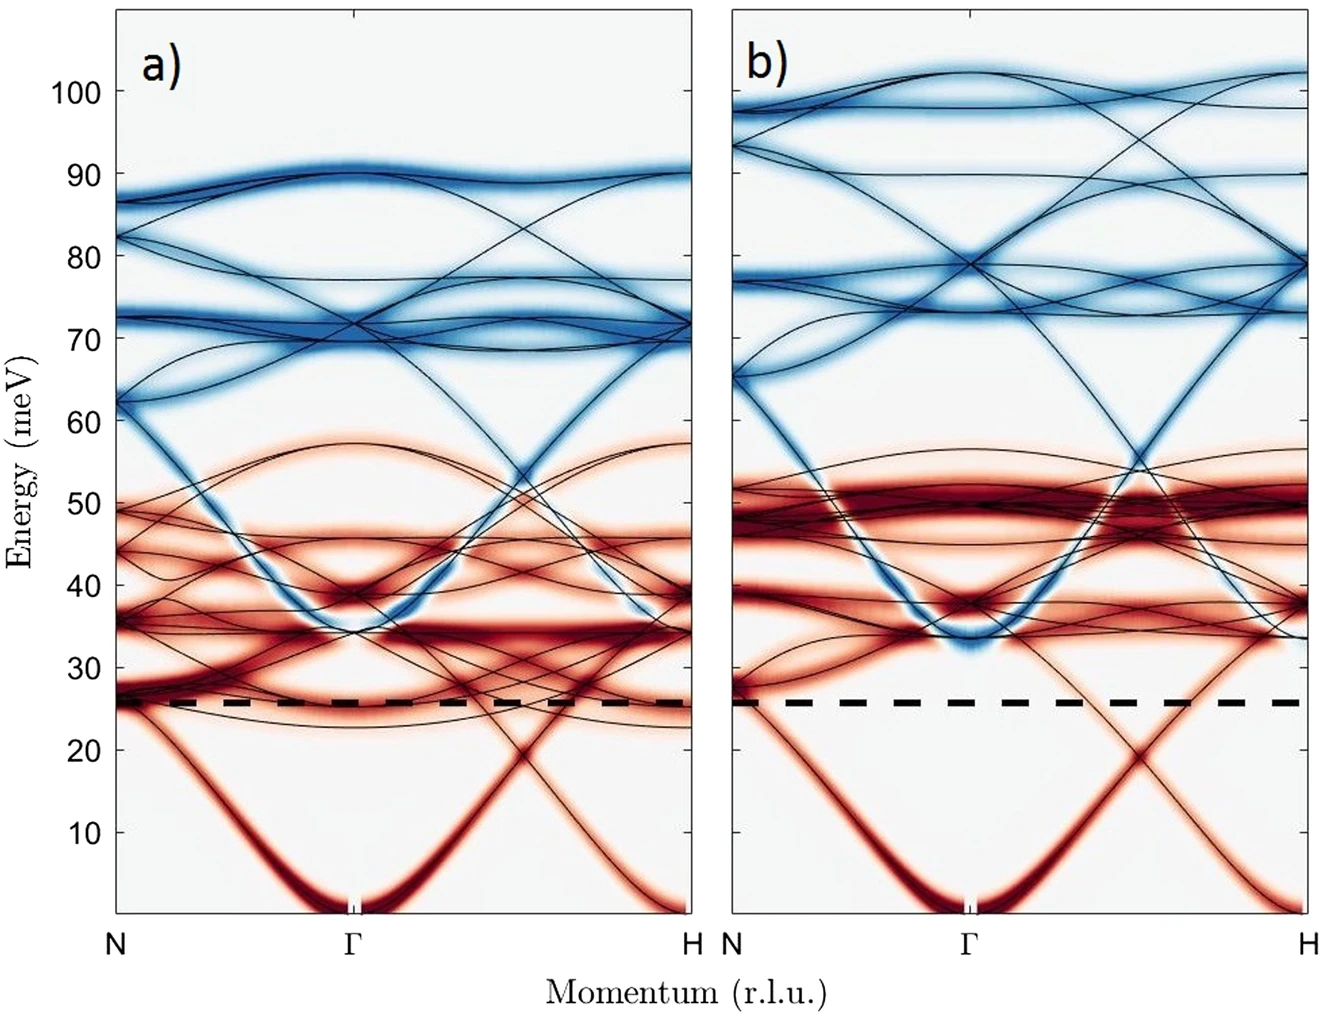 a)
b)
100
90
80
70
60
50
40
30
20
10
Energy (meV)
N
Γ
H
N
Γ
H
Momentum (r.l.u.)